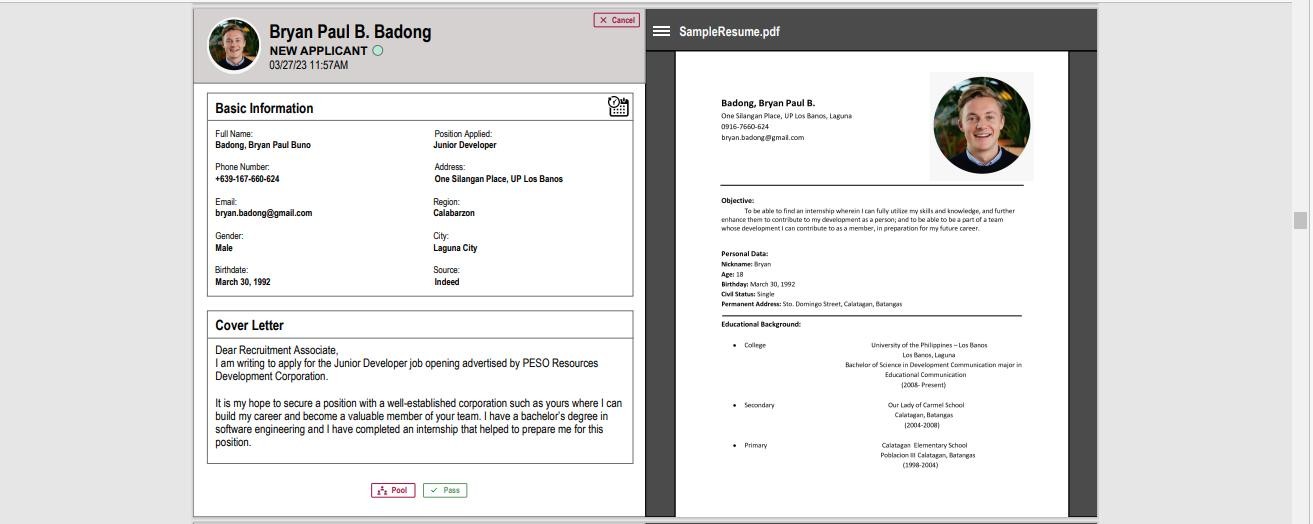 Bryan Paul B. Badong
Cancel
NEW APPLICANT
03/27/23 11:57AM
Basic Information
Full Name:
Badong, Bryan Paul Buno
Position Applied:
Junior Developer
Phone Number:
+639-167-660-624
Address:
One Silangan Place, UP Los Banos
Email:
bryan.badong@gmail.com
Region:
Calabarzon
Gender:
Male
City:
Laguna City
Birthdate:
March 30, 1992
Source:
Indeed
Cover Letter
Dear Recruitment Associate,
I am writing to apply for the Junior Developer job opening advertised by PESO Resources
Development Corporation.
It is my hope to secure a position with a well-established corporation such as yours where I can
build my career and become a valuable member of your team. I have a bachelor's degree in
software engineering and I have completed an internship that helped to prepare me for this
position.
Pool
Pass
SampleResume.pdf
Badong, Bryan Paul B.
One Silangan Place, UP Los Banos, Laguna
0916-7660-624
bryan.badong@gmail.com
Objective:
To be able to find an internship wherein I can fully utilize my skills and knowledge, and further
enhance them to contribute to my development as a person; and to be able to be a part of a team
whose development I can contribute to as a member, in preparation for my future career.
Personal Data:
Nickname: Bryan
Age: 18
Birthday: March 30, 1992
Civil Status: Single
Permanent Address: Sto. Domingo Street, Calatagan, Batangas
Educational Background:
• College
University of the Philippines – Los Banos
Los Banos, Laguna
Bachelor of Science in Development Communication major in
Educational Communication
(2008- Present)
• Secondary
Our Lady of Carmel School
Calatagan, Batangas
(2004-2008)
• Primary
Calatagan Elementary School
Poblacion III Calatagan, Batangas
(1998-2004)